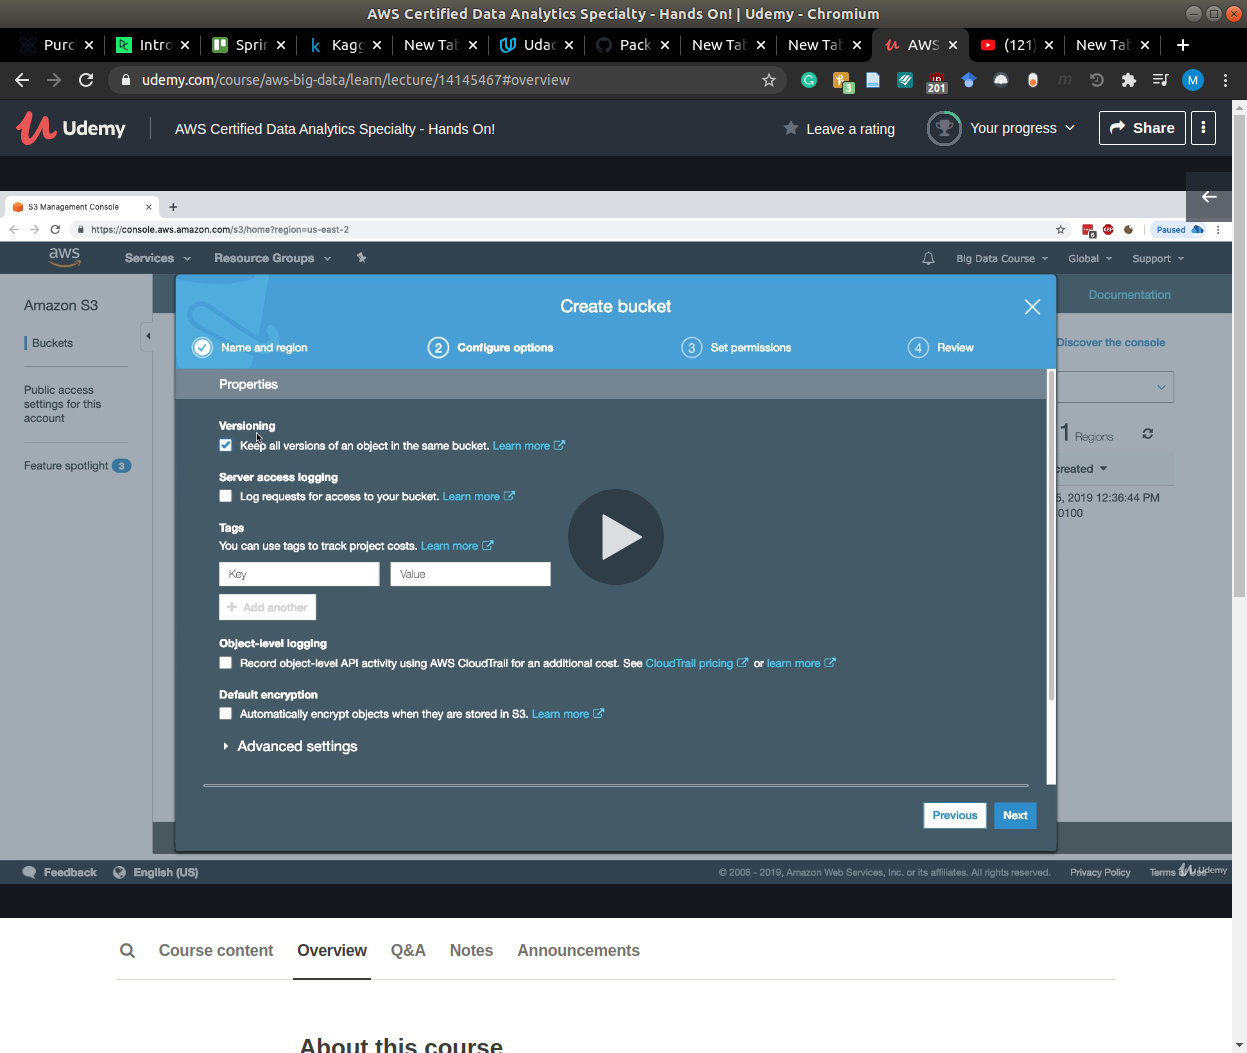 AWS Certified Data Analytics Specialty - Hands On! | Udemy - Chromium
Purc Intro Sprin Kagg New Tab Udac Pack New Tab New Tab AWS (121) New Tab
udemy.com/course/aws-big-data/learn/lecture/14145467#overview
3 201 M
Udemy AWS Certified Data Analytics Specialty - Hands On! Leave a rating Your progress Share
S3 Management Console
https://console.aws.amazon.com/s3/home?region=us-east-2 Paused
aws Services Resource Groups Big Data Course Global Support
Amazon S3
Buckets
Public access
settings for this
account
Feature spotlight 3
Documentation
Discover the console
1 Regions
created
5, 2019 12:36:44 PM
0100
Create bucket
Name and region 2 Configure options 3 Set permissions 4 Review
Properties
Versioning
Keep all versions of an object in the same bucket. Learn more
Server access logging
Log requests for access to your bucket. Learn more
Tags
You can use tags to track project costs. Learn more
Key Value
+ Add another
Object-level logging
Record object-level API activity using AWS CloudTrail for an additional cost. See CloudTrail pricing or learn more
Default encryption
Automatically encrypt objects when they are stored in S3. Learn more
Advanced settings
Previous Next
Feedback English (US) © 2008 - 2019, Amazon Web Services, Inc. or its affiliates. All rights reserved. Privacy Policy Terms Udemy
Course content Overview Q&A Notes Announcements
About this course